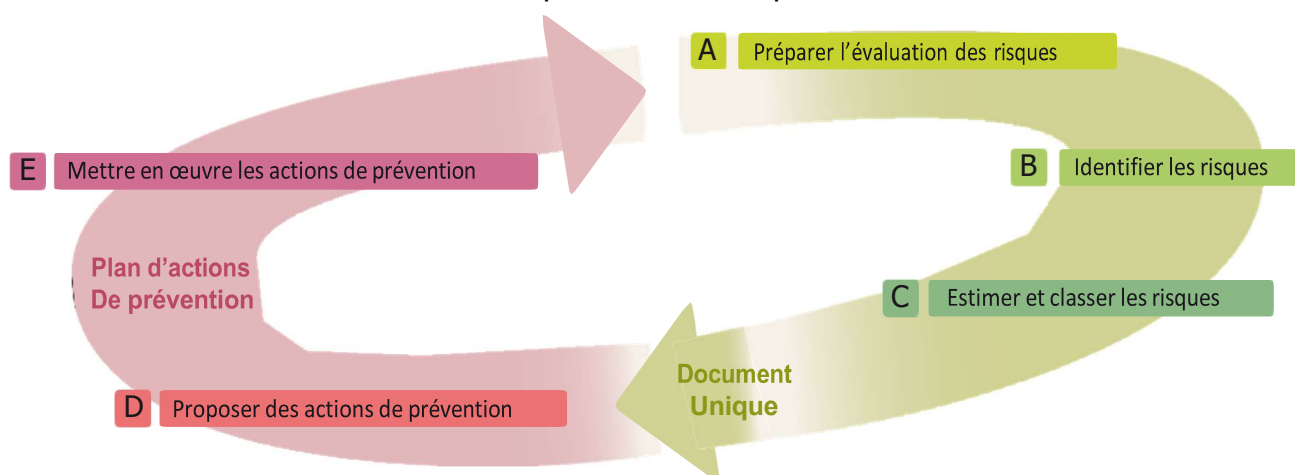 A Préparer l’évaluation des risques
B Identifier les risques
C Estimer et classer les risques
Document
Unique
D Proposer des actions de prévention
Plan d’actions
De prévention
E Mettre en œuvre les actions de prévention